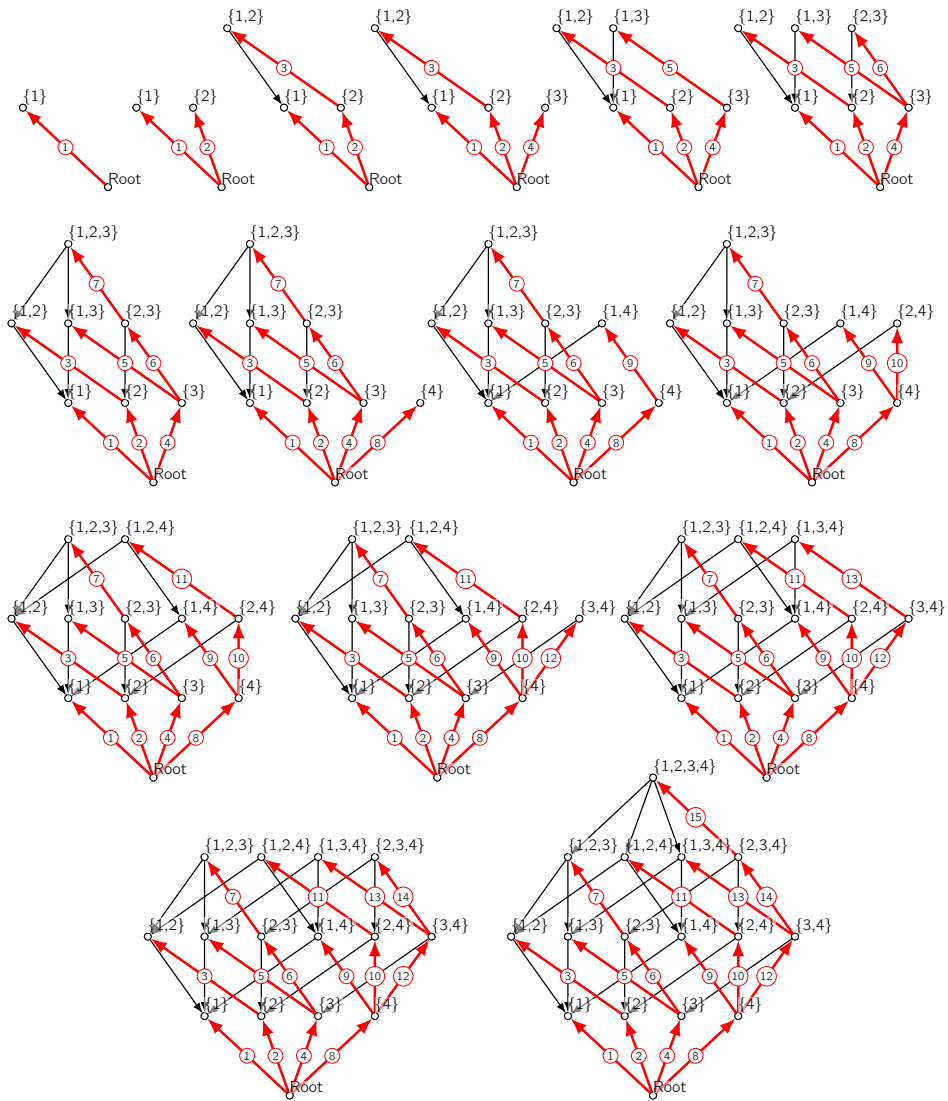 {1,2} {1,2} {1,2} {1,3} {1,2} {1,3} {2,3}
3 3 3 5 3 5 6
{1} {1} {2} {1} {2} {1} {2} {3} {1} {2} {3} {1} {2} {3}
1 1 2 1 2 1 2 4 1 2 4 1 2 4
Root Root Root Root Root Root
{1,2,3} {1,2,3} {1,2,3} {1,2,3}
7 7 7 7
{1,2} {1,3} {2,3} {1,2} {1,3} {2,3} {1,2} {1,3} {2,3} {1,4} {1,2} {1,3} {2,3} {1,4} {2,4}
3 5 6 3 5 6 3 5 6 9 3 5 6 9 10
{1} {2} {3} {1} {2} {3} {4} {1} {2} {3} {4} {1} {2} {3} {4}
1 2 4 1 2 4 8 1 2 4 8 1 2 4 8
Root Root Root Root
{1,2,3} {1,2,4} {1,2,3} {1,2,4} {1,2,3} {1,2,4} {1,3,4}
7 11 7 11 7 11 13
{1,2} {1,3} {2,3} {1,4} {2,4} {1,2} {1,3} {2,3} {1,4} {2,4} {3,4} {1,2} {1,3} {2,3} {1,4} {2,4} {3,4}
3 5 6 9 10 3 5 6 9 10 12 3 5 6 9 10 12
{1} {2} {3} {4} {1} {2} {3} {4} {1} {2} {3} {4}
1 2 4 8 1 2 4 8 1 2 4 8
Root Root Root
{1,2,3,4}
15
{1,2,3} {1,2,4} {1,3,4} {2,3,4} {1,2,3} {1,2,4} {1,3,4} {2,3,4}
7 11 13 14 7 11 13 14
{1,2} {1,3} {2,3} {1,4} {2,4} {3,4} {1,2} {1,3} {2,3} {1,4} {2,4} {3,4}
3 5 6 9 10 12 3 5 6 9 10 12
{1} {2} {3} {4} {1} {2} {3} {4}
1 2 4 8 1 2 4 8
Root Root